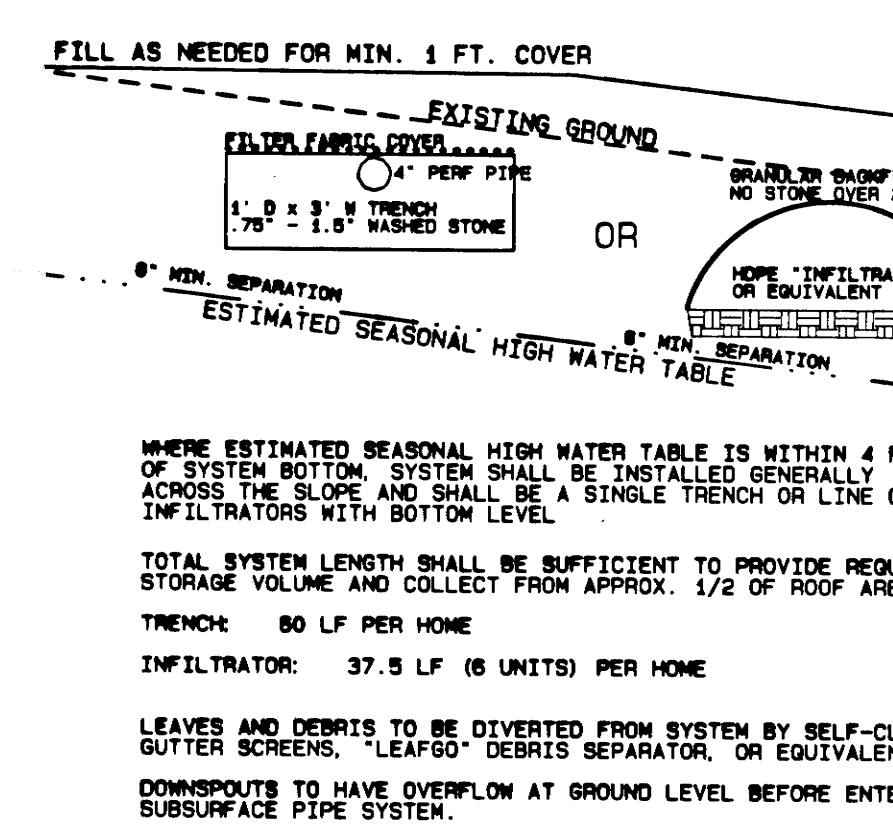 FILL AS NEEDED FOR MIN. 1 FT. COVER
EXISTING GROUND
FILTER FABRIC COVER
4" PERF PIPE
1' D x 3' W TRENCH
.75" - 1.5" WASHED STONE
OR
GRANULAR BACKF
NO STONE OVER
HDPE "INFILTRA
OR EQUIVALENT
6" MIN. SEPARATION
ESTIMATED SEASONAL HIGH WATER TABLE
6" MIN. SEPARATION
WHERE ESTIMATED SEASONAL HIGH WATER TABLE IS WITHIN 4
OF SYSTEM BOTTOM, SYSTEM SHALL BE INSTALLED GENERALLY
ACROSS THE SLOPE AND SHALL BE A SINGLE TRENCH OR LINE
INFILTRATORS WITH BOTTOM LEVEL
TOTAL SYSTEM LENGTH SHALL BE SUFFICIENT TO PROVIDE REQU
STORAGE VOLUME AND COLLECT FROM APPROX. 1/2 OF ROOF ARE
TRENCH: LF PER HOME
INFILTRATOR: 37.5 LF (6 UNITS) PER HOME
LEAVES AND DEBRIS TO BE DIVERTED FROM SYSTEM BY SELF-CL
GUTTER SCREENS, "LEAFGO" DEBRIS SEPARATOR, OR EQUIVALEN
DOWNSPOUTS TO HAVE OVERFLOW AT GROUND LEVEL BEFORE ENTE
SUBSURFACE PIPE SYSTEM.